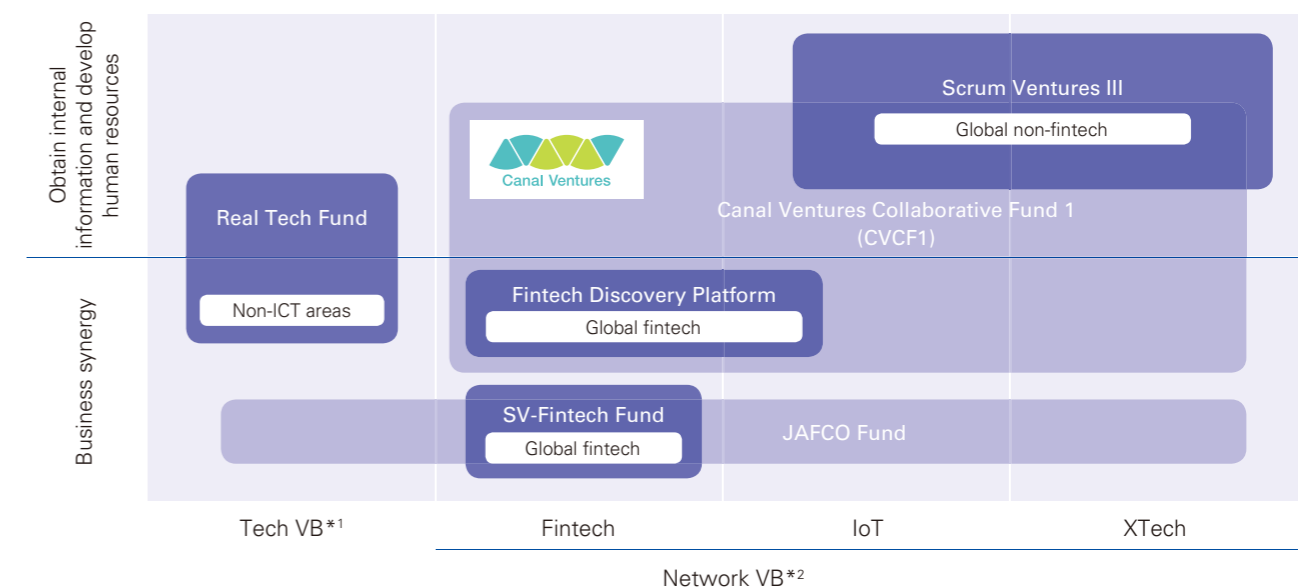 Obtain internal
information and develop
human resources
Business synergy
Scrum Ventures III
Global non-fintech
Canal Ventures
Canal Ventures Collaborative Fund 1
(CVCF1)
Real Tech Fund
Non-ICT areas
Fintech Discovery Platform
Global fintech
SV-Fintech Fund
Global fintech
JAFCO Fund
Tech VB*1
Fintech
IoT
XTech
Network VB*2